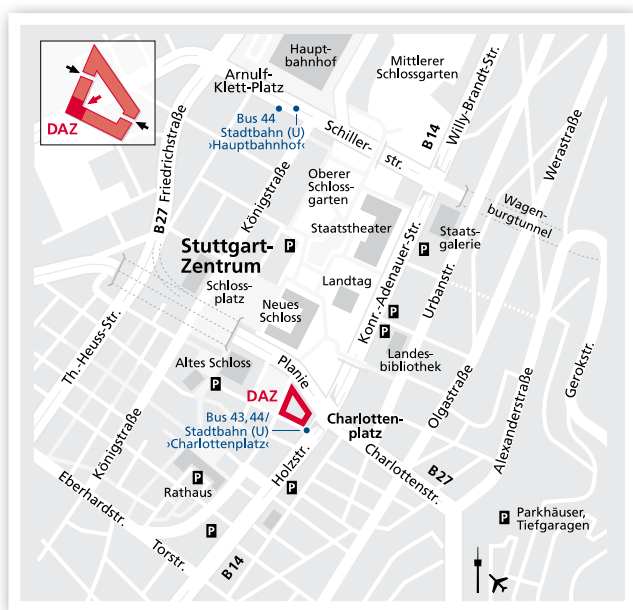 DAZ
Haupt-
bahnhof
Mittlerer
Schlossgarten
Arnulf-
Klett-Platz
Bus 44
Stadtbahn (U)
›Hauptbahnhof‹
Schiller-
str.
B14
Willy-Brandt-Str.
Werastraße
B27 Friedrichstraße
Königstraße
Oberer
Schloss-
garten
Staatstheater
Konr.-Adenauer-Str.
Staats-
galerie
Wagen-
burgtunnel
P
P
Stuttgart-
Zentrum
Schloss-
platz
Neues
Schloss
Landtag
Urbanstr.
P
P
Landes-
bibliothek
Th.-Heuss-Str.
Altes Schloss
P
Planie
DAZ
Olgastraße
Alexanderstraße
Gerokstr.
Bus 43,44/
Stadtbahn (U)
›Charlottenplatz‹
Charlotten-
platz
Königstraße
Holzstr.
Charlottenstr.
B27
P
Rathaus
P
Eberhardstr.
Torstr.
P
B14
P
Parkhäuser,
Tiefgaragen